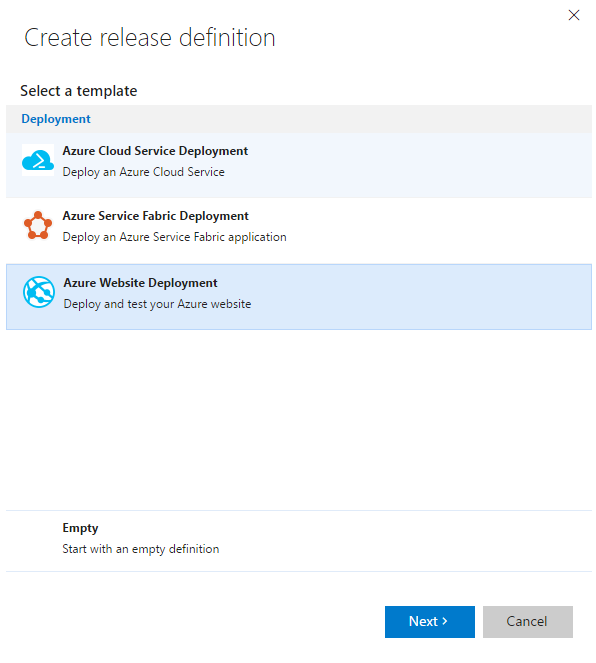 Create release definition
Select a template
Deployment
Azure Cloud Service Deployment
Deploy an Azure Cloud Service
Azure Service Fabric Deployment
Deploy an Azure Service Fabric application
Azure Website Deployment
Deploy and test your Azure website
Empty
Start with an empty definition
Next >
Cancel